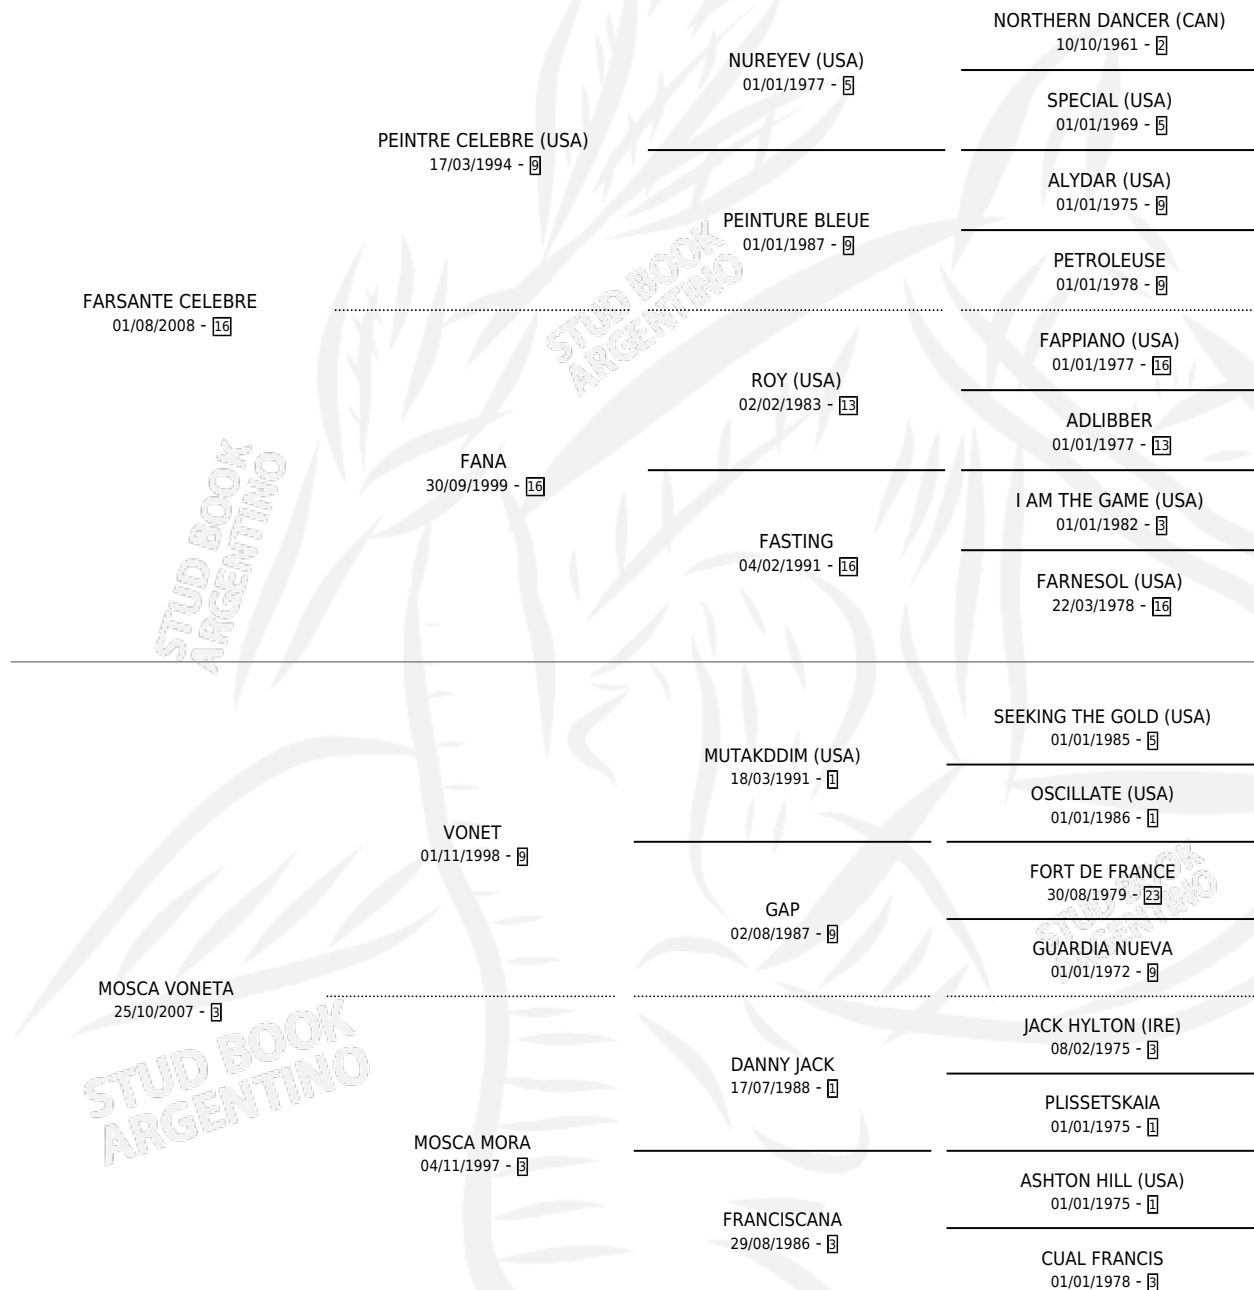 NORTHERN DANCER (CAN)
10/10/1961 - 2
NUREYEV (USA)
01/01/1977 - 5
SPECIAL (USA)
01/01/1969 - 5
PEINTRE CELEBRE (USA)
17/03/1994 - 9
ALYDAR (USA)
01/01/1975 - 9
PEINTURE BLEUE
01/01/1987 - 9
PETROLEUSE
01/01/1978 - 9
FARSANTE CELEBRE
01/08/2008 - 16
FAPPIANO (USA)
01/01/1977 - 16
ROY (USA)
02/02/1983 - 13
ADLIBBER
01/01/1977 - 13
FANA
30/09/1999 - 16
I AM THE GAME (USA)
01/01/1982 - 3
FASTING
04/02/1991 - 16
FARNESOL (USA)
22/03/1978 - 16
STUD BOOK
ARGENTINO
STUD BOOK
ARGENTINO
SEEKING THE GOLD (USA)
01/01/1985 - 5
MUTAKDDIM (USA)
18/03/1991 - 1
OSCILLATE (USA)
01/01/1986 - 1
VONET
01/11/1998 - 9
FORT DE FRANCE
30/08/1979 - 23
GAP
02/08/1987 - 9
GUARDIA NUEVA
01/01/1972 - 9
MOSCA VONETA
25/10/2007 - 3
JACK HYLTON (IRE)
08/02/1975 - 3
DANNY JACK
17/07/1988 - 1
PLISSETSKAIA
01/01/1975 - 1
MOSCA MORA
04/11/1997 - 3
ASHTON HILL (USA)
01/01/1975 - 1
FRANCISCANA
29/08/1986 - 3
CUAL FRANCIS
01/01/1978 - 3
STUD BOOK
ARGENTINO
STUD BOOK
ARGENTINO